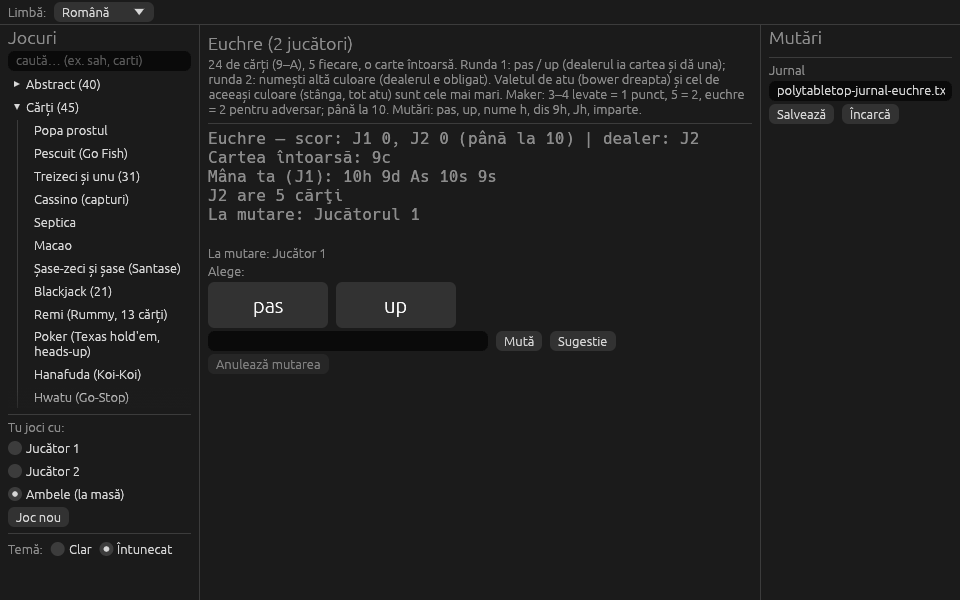 Limbă: Română
Jocuri
caută... (ex. sah, carti)
Abstract (40)
Cărți (45)
Popa prostul
Pescuit (Go Fish)
Treizeci și unu (31)
Cassino (capturi)
Septica
Macao
Șase-zeci și șase (Santase)
Blackjack (21)
Remi (Rummy, 13 cărți)
Poker (Texas hold'em,
heads-up)
Hanafuda (Koi-Koi)
Hwatu (Go-Stop)
Tu joci cu:
Jucător 1
Jucător 2
Ambele (la masă)
Joc nou
Temă: Clar Întunecat
Euchre (2 jucători)
24 de cărți (9–A), 5 fiecare, o carte întoarsă. Runda 1: pas / up (dealerul ia cartea și dă una);
runda 2: numești altă culoare (dealerul e obligat). Valetul de atu (bower dreapta) și cel de
aceeași culoare (stânga, tot atu) sunt cele mai mari. Maker: 3–4 levate = 1 punct, 5 = 2, euchre
= 2 pentru adversar; până la 10. Mutări: pas, up, nume h, dis 9h, Jh, imparte.
Euchre — scor: J1 0, J2 0 (până la 10) | dealer: J2
Cartea întoarsă: 9c
Mâna ta (J1): 10h 9d As 10s 9s
J2 are 5 cărți
La mutare: Jucătorul 1
La mutare: Jucător 1
Alege:
pas
up
Mută
Sugestie
Anulează mutarea
Mutări
Jurnal
polytabletop-jurnal-euchre.tx
Salvează
Încarcă